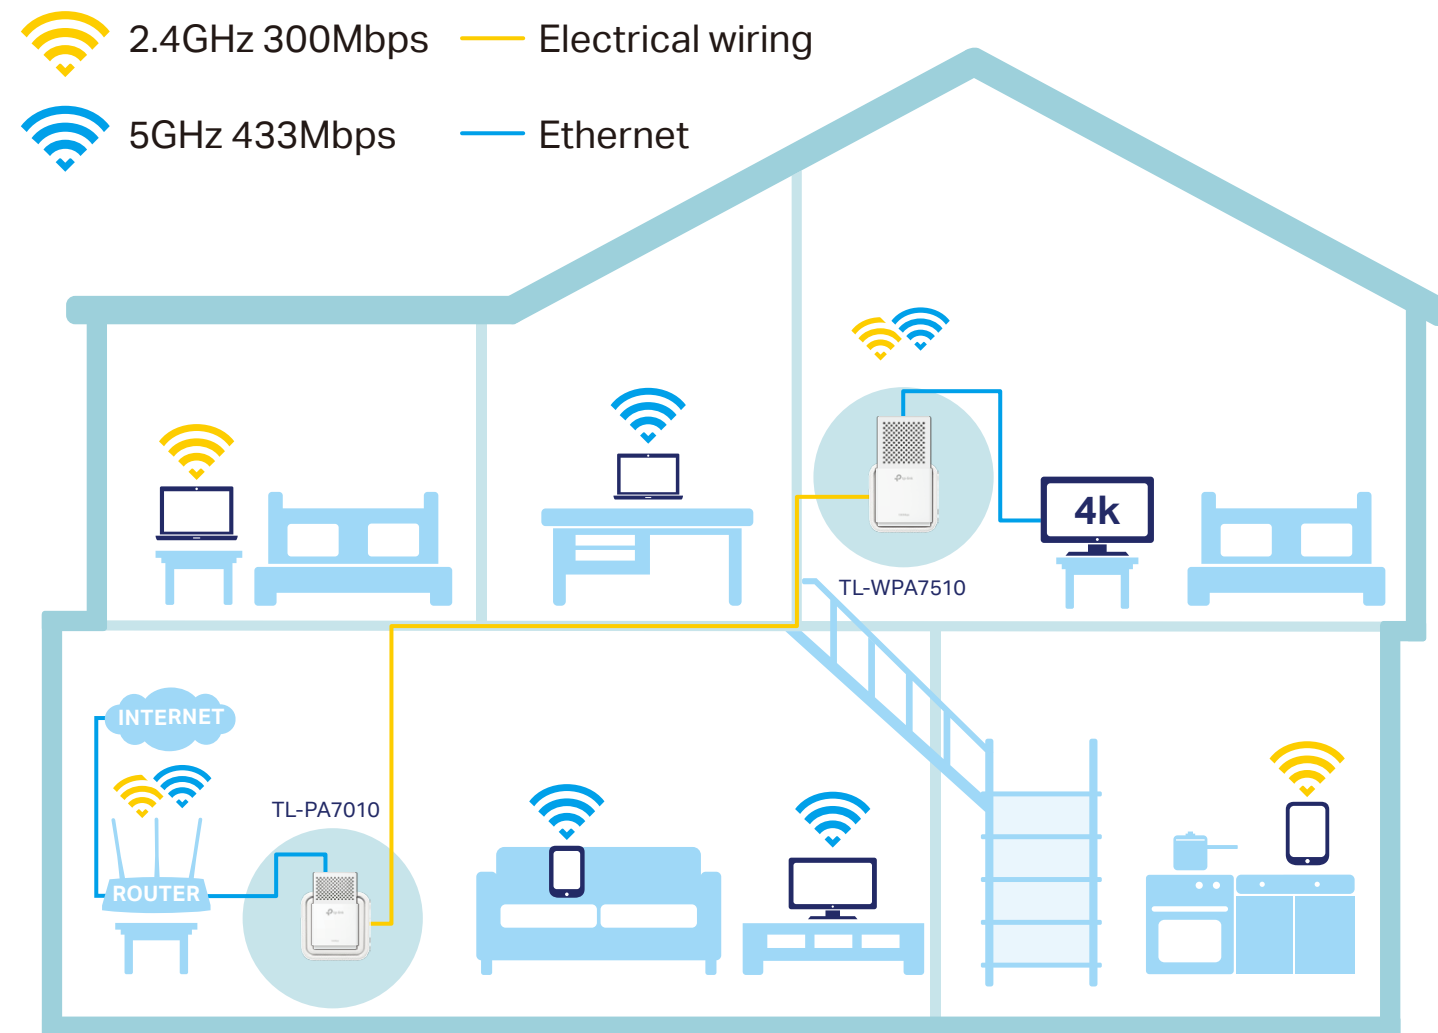 2.4GHz 300Mbps
Electrical wiring
5GHz 433Mbps
Ethernet
4k
TL-WPA7510
INTERNET
TL-PA7010
ROUTER